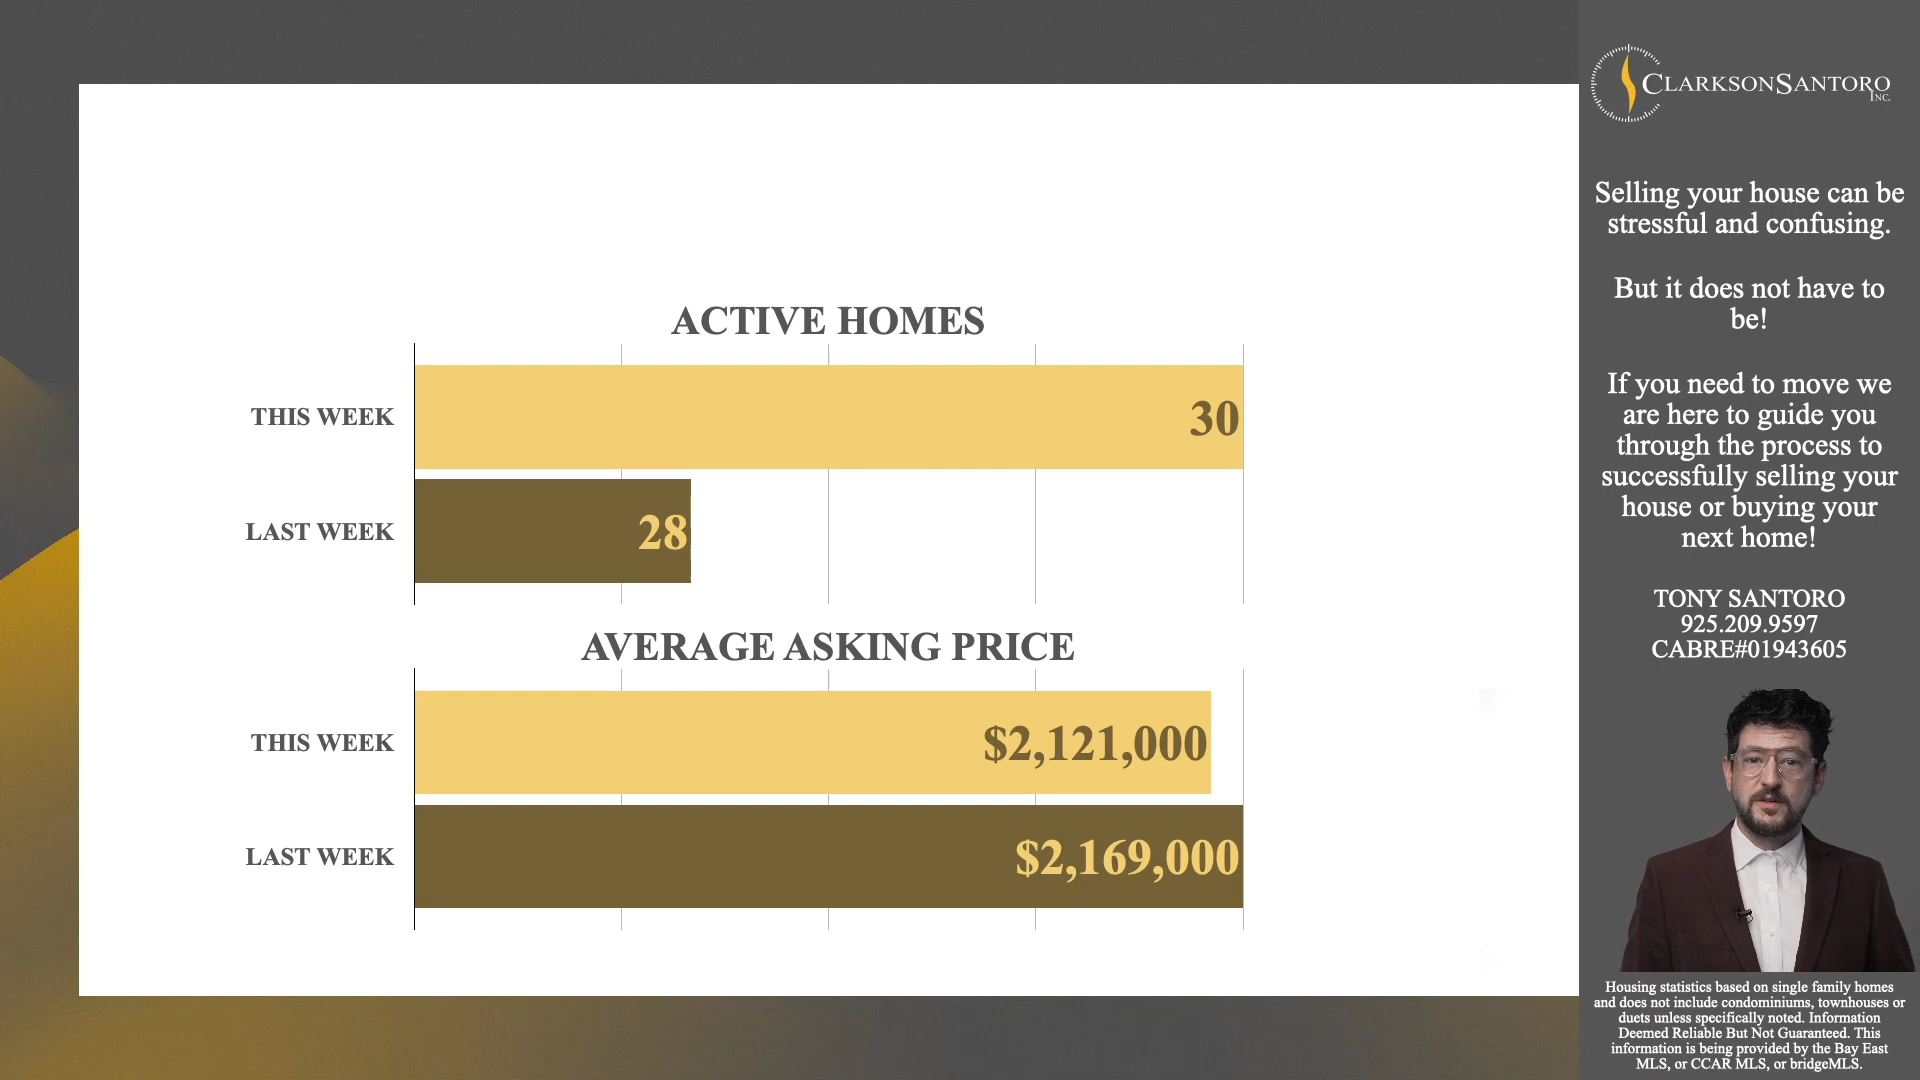 ACTIVE HOMES
THIS WEEK
30
LAST WEEK
28
AVERAGE ASKING PRICE
THIS WEEK
$2,121,000
LAST WEEK
$2,169,000
CLARKSONSANTORO
INC.
Selling your house can be
stressful and confusing.
But it does not have to
be!
If you need to move we
are here to guide you
through the process to
successfully selling your
house or buying your
next home!
TONY SANTORO
925.209.9597
CABRE#01943605
Housing statistics based on single family homes
and does not include condominiums, townhouses or
duets unless specifically noted. Information
Deemed Reliable But Not Guaranteed. This
information is being provided by the Bay East
MLS, or CCAR MLS, or bridgeMLS.